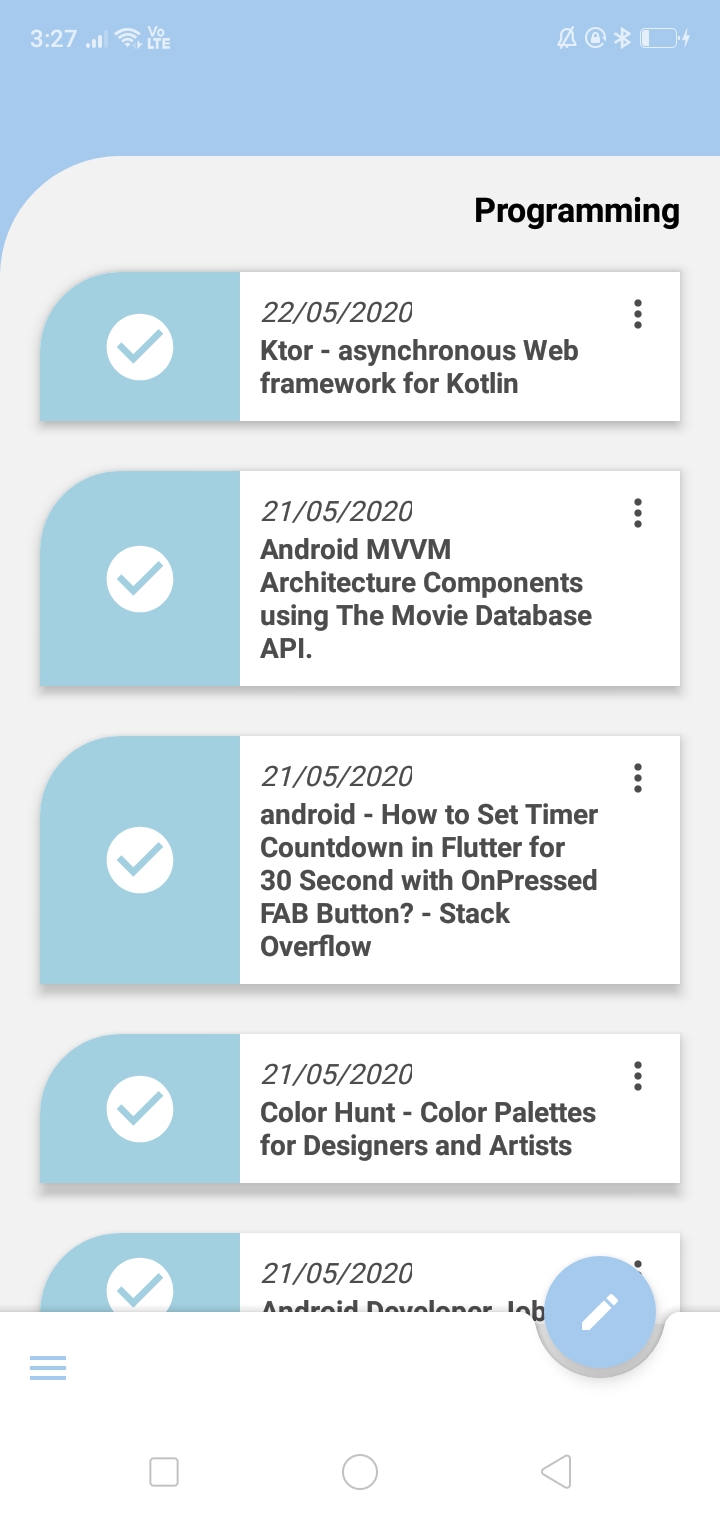 3:27 Vo LTE
Programming
22/05/2020
Ktor - asynchronous Web
framework for Kotlin
21/05/2020
Android MVVM
Architecture Components
using The Movie Database
API.
21/05/2020
android - How to Set Timer
Countdown in Flutter for
30 Second with OnPressed
FAB Button? - Stack
Overflow
21/05/2020
Color Hunt - Color Palettes
for Designers and Artists
21/05/2020
Android Developer Job